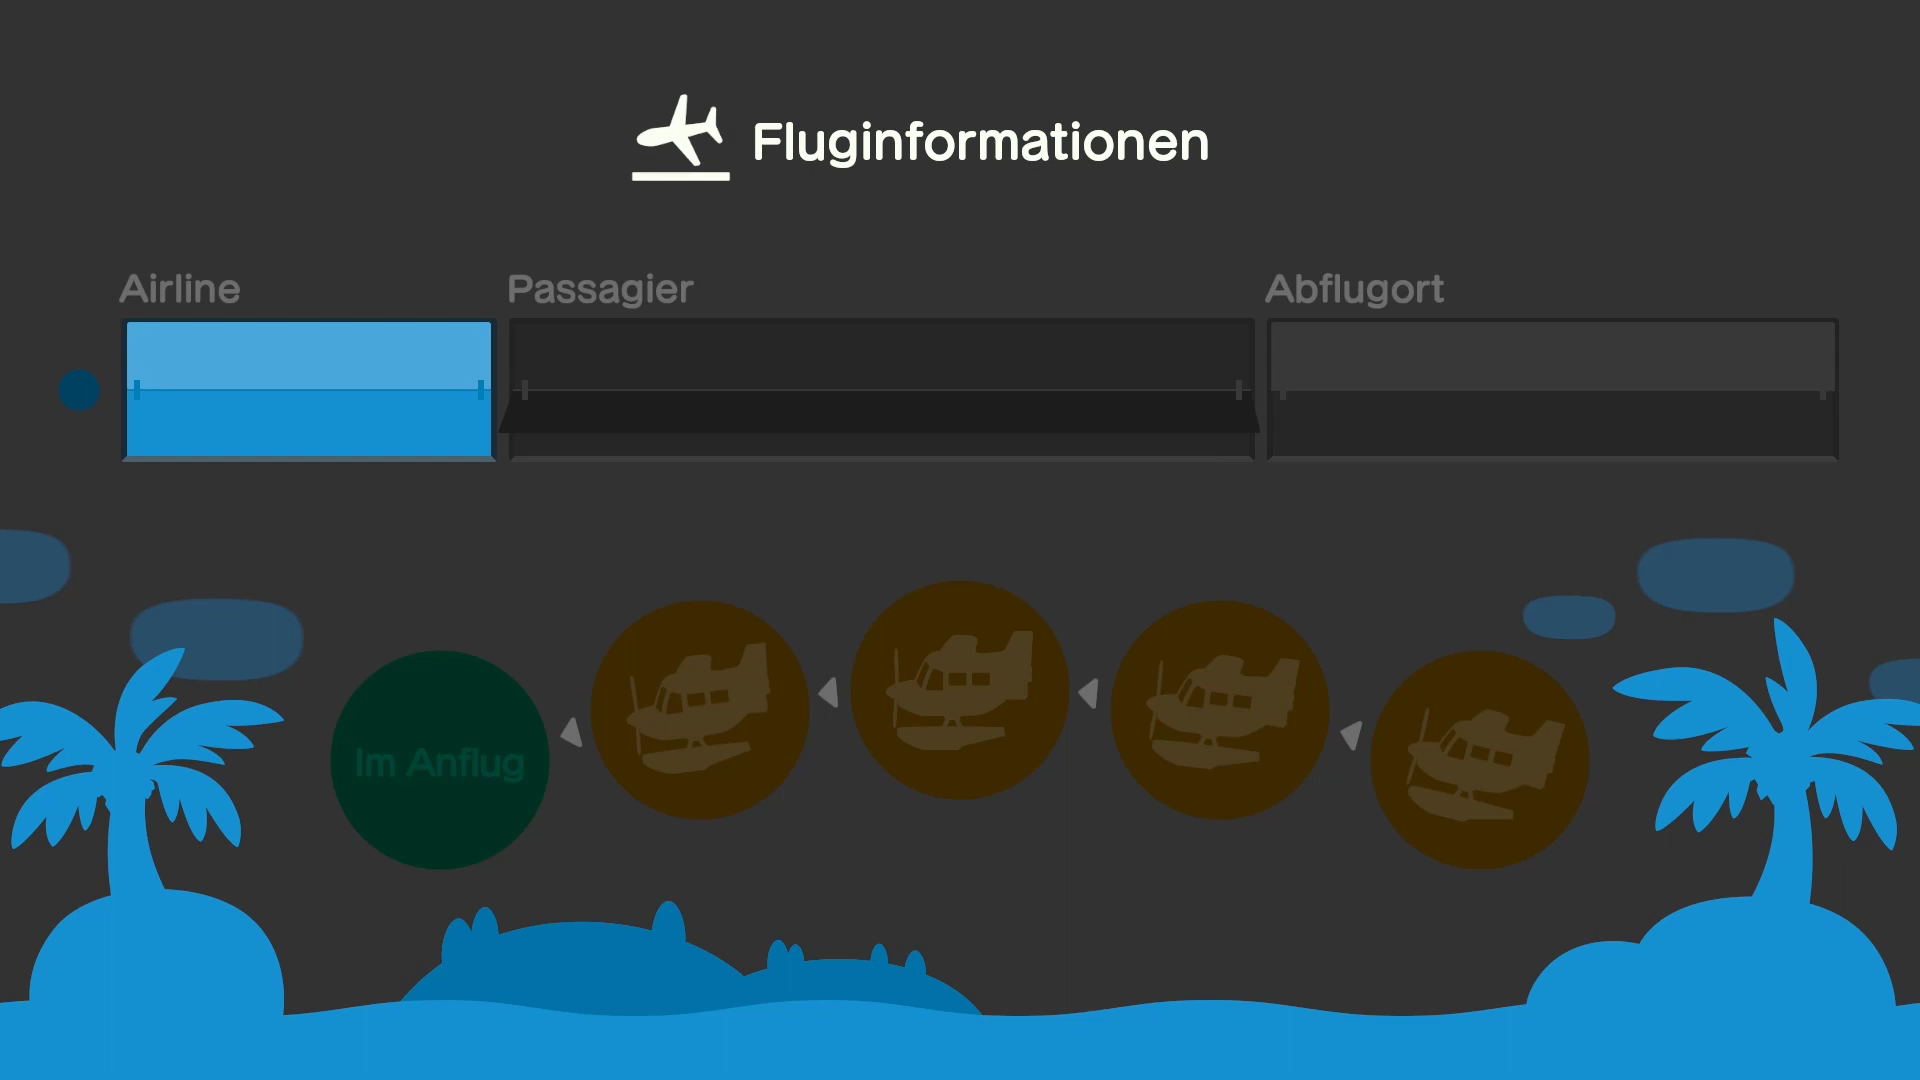 Fluginformationen
Airline
Passagier
Abflugort
Im Anflug